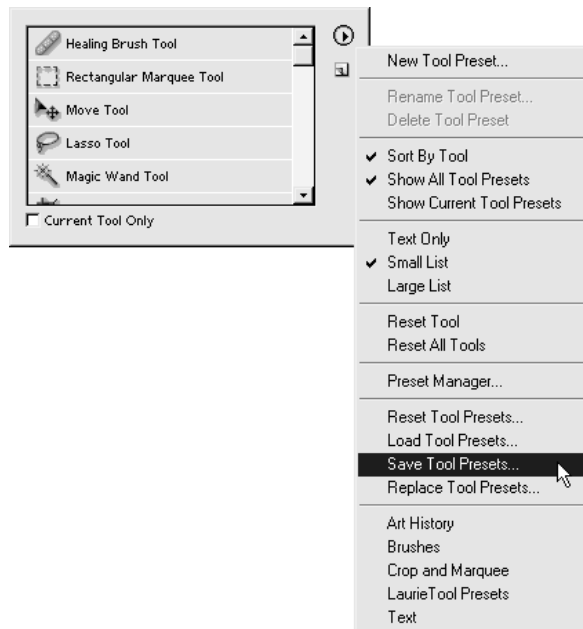 Healing Brush Tool
Rectangular Marquee Tool
Move Tool
Lasso Tool
Magic Wand Tool
Current Tool Only
New Tool Preset...
Rename Tool Preset...
Delete Tool Preset
Sort By Tool
Show All Tool Presets
Show Current Tool Presets
Text Only
Small List
Large List
Reset Tool
Reset All Tools
Preset Manager...
Reset Tool Presets...
Load Tool Presets...
Save Tool Presets...
Replace Tool Presets...
Art History
Brushes
Crop and Marquee
LaurieTool Presets
Text